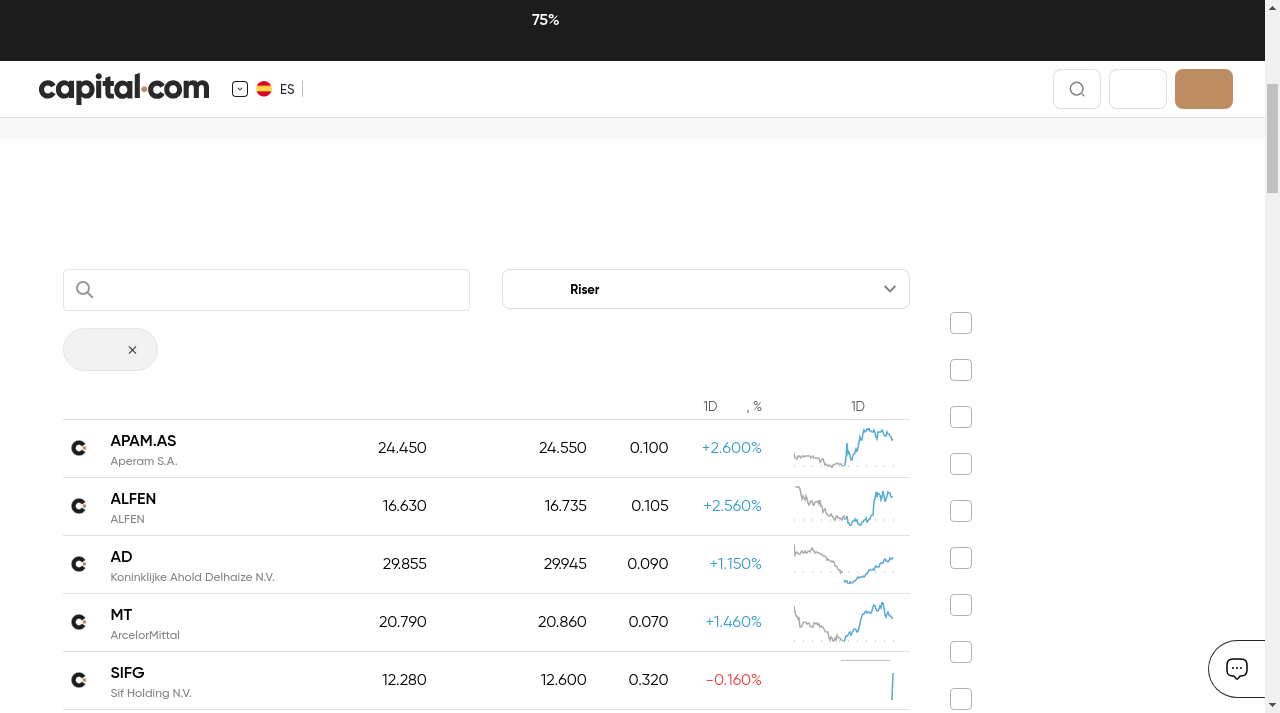 75%
capital.com
ES
Riser
1D , % 1D
APAM.AS 24.450 24.550 0.100 +2.600%
Aperam S.A.
ALFEN 16.630 16.735 0.105 +2.560%
ALFEN
AD 29.855 29.945 0.090 +1.150%
Koninklijke Ahold Delhaize N.V.
MT 20.790 20.860 0.070 +1.460%
ArcelorMittal
SIFG 12.280 12.600 0.320 -0.160%
Sif Holding N.V.